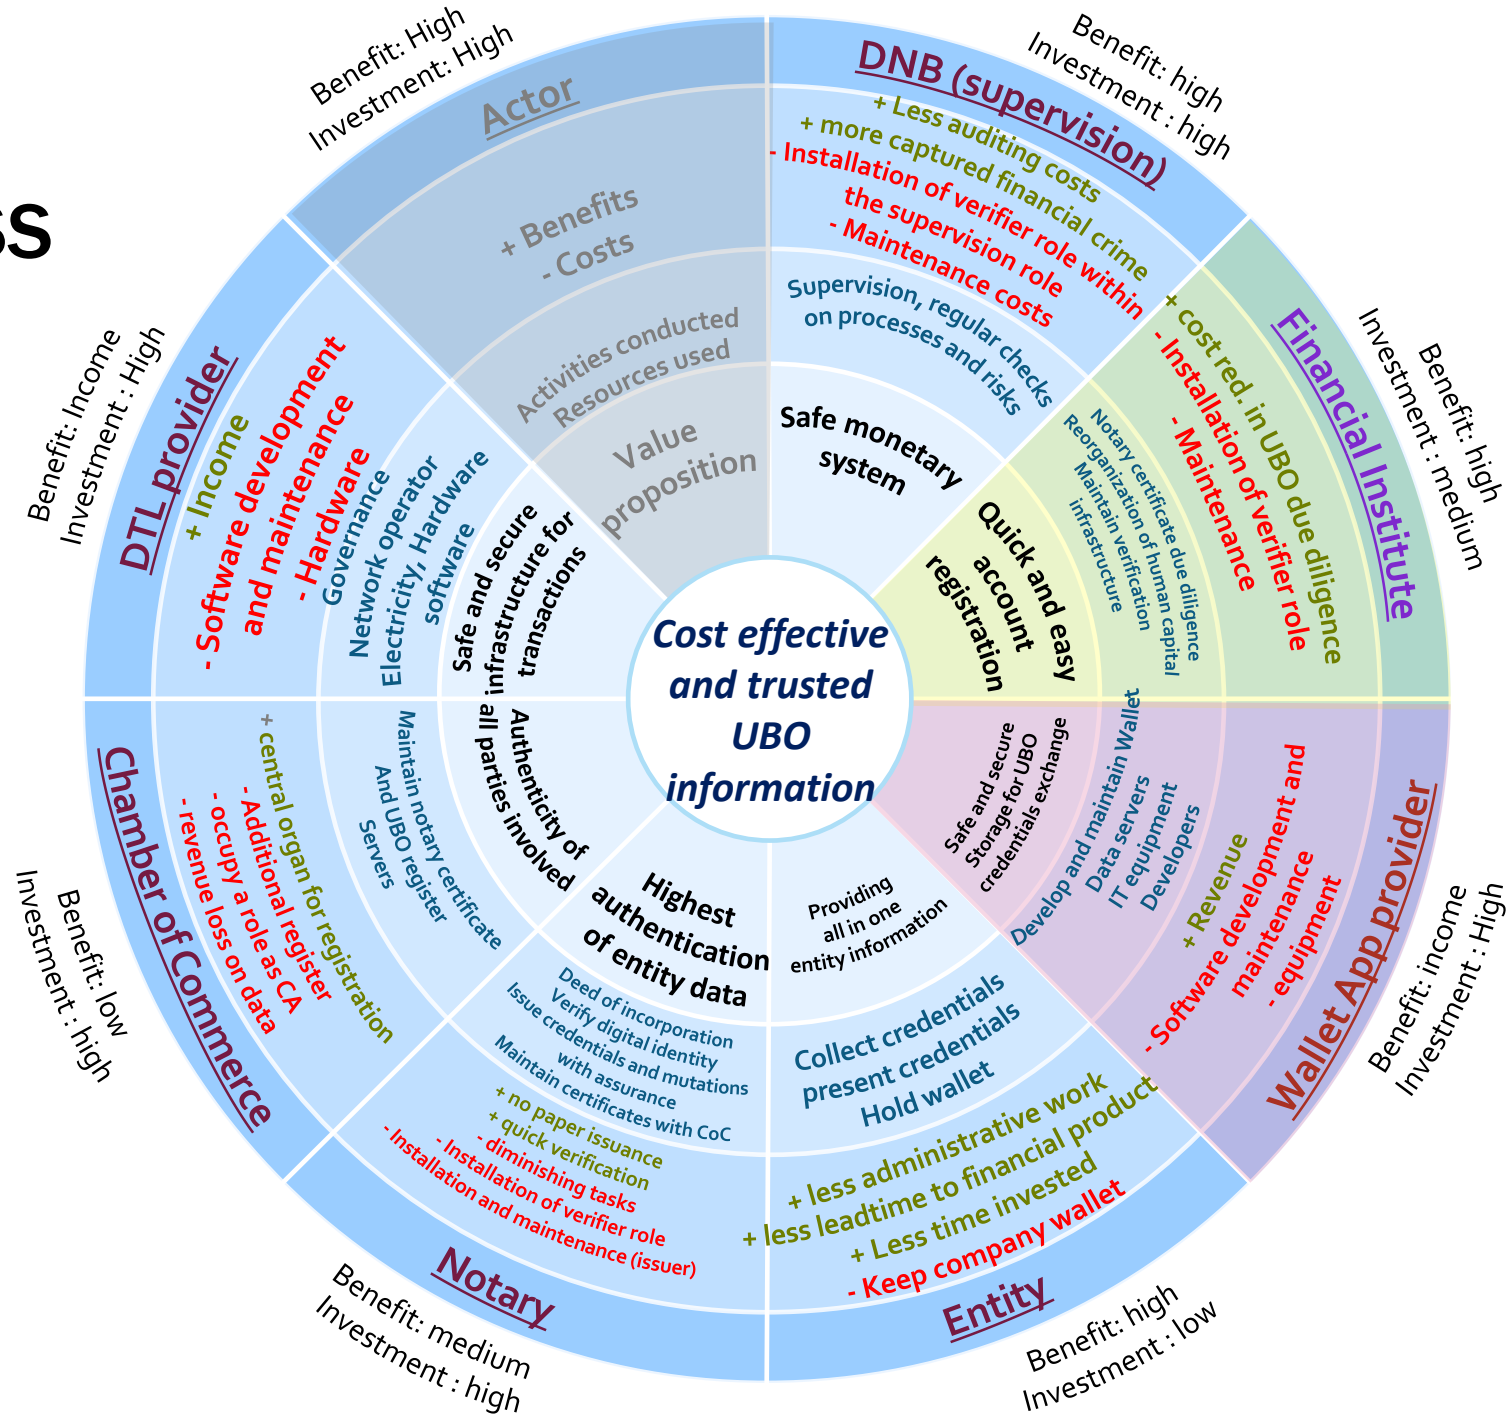 ss
Cost effective
and trusted
UBO
information
Benefit: High
Investment: High
Actor
+ Benefits
- Costs
Activities conducted
Resources used
Value
proposition
Benefit: high
Investment : high
DNB (supervision)
+ Less auditing costs
+ more captured financial crime
- Installation of verifier role within
the supervision role
- Maintenance costs
Supervision, regular checks
on processes and risks
Safe monetary
system
Benefit: high
Investment : medium
Financial Institute
+ cost red. in UBO due diligence
- Installation of verifier role
- Maintenance
Notary certificate due diligence
Reorganization of human capital
Maintain verification
infrastructure
Quick and easy
account
registration
Benefit: income
Investment : High
Wallet App provider
+ Revenue
- Software development and
maintenance
- equipment
Develop and maintain Wallet
Data servers
IT equipment
Developers
Safe and secure
Storage for UBO
credentials exchange
Benefit: high
Investment : low
Entity
+ less administrative work
+ less leadtime to financial product
+ Less time invested
- Keep company wallet
Collect credentials
present credentials
Hold wallet
Providing
all in one
entity information
Benefit: medium
Investment : high
Notary
+ no paper issuance
+ quick verification
- diminishing tasks
- Installation of verifier role
- Installation and maintenance (issuer)
Deed of incorporation
Verify digital identity
Issue credentials and mutations
with assurance
Maintain certificates with CoC
Highest
authentication
of entity data
Benefit: low
Investment : high
Chamber of Commerce
+ central organ for registration
- Additional register
- occupy a role as CA
- revenue loss on data
Maintain notary certificate
And UBO register
Servers
Authenticity of
all parties involved
Benefit: Income
Investment : High
DTL provider
+ Income
- Software development
and maintenance
- Hardware
Governance
Network operator
Electricity, Hardware
software
Safe and secure
infrastructure for
transactions